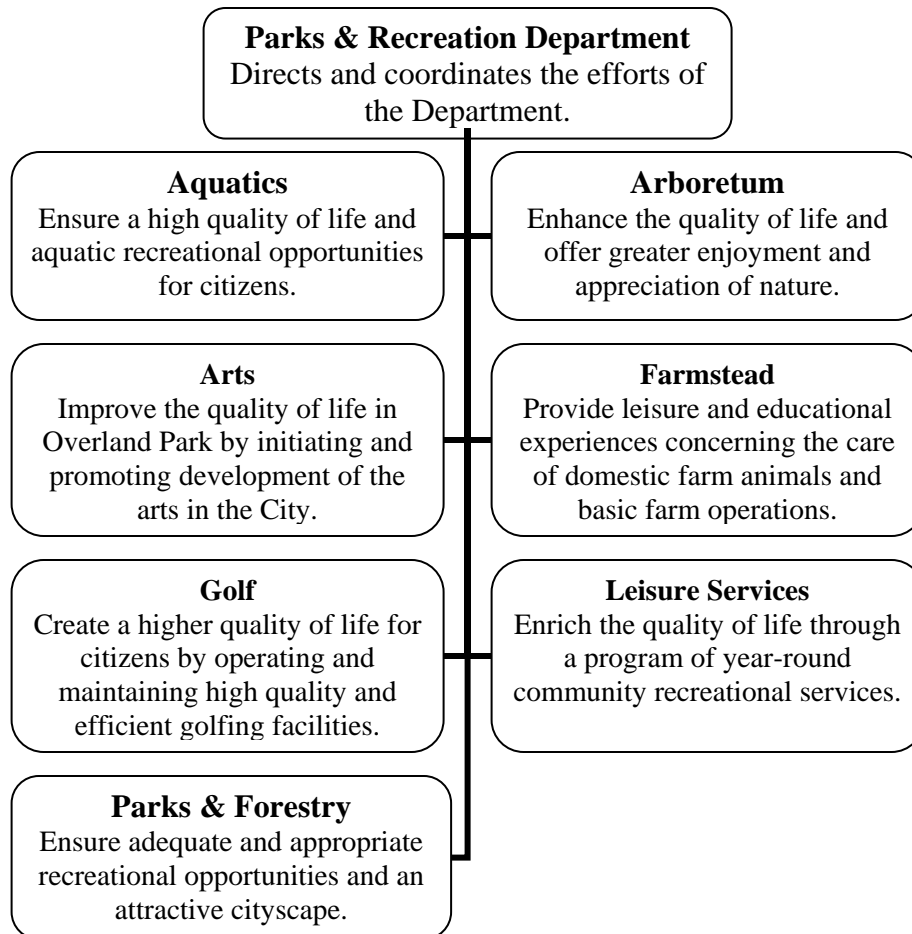 Parks & Recreation Department
Directs and coordinates the efforts of
the Department.
Aquatics
Ensure a high quality of life and
aquatic recreational opportunities
for citizens.
Arboretum
Enhance the quality of life and
offer greater enjoyment and
appreciation of nature.
Arts
Improve the quality of life in
Overland Park by initiating and
promoting development of the
arts in the City.
Farmstead
Provide leisure and educational
experiences concerning the care
of domestic farm animals and
basic farm operations.
Golf
Create a higher quality of life for
citizens by operating and
maintaining high quality and
efficient golfing facilities.
Leisure Services
Enrich the quality of life through
a program of year-round
community recreational services.
Parks & Forestry
Ensure adequate and appropriate
recreational opportunities and an
attractive cityscape.